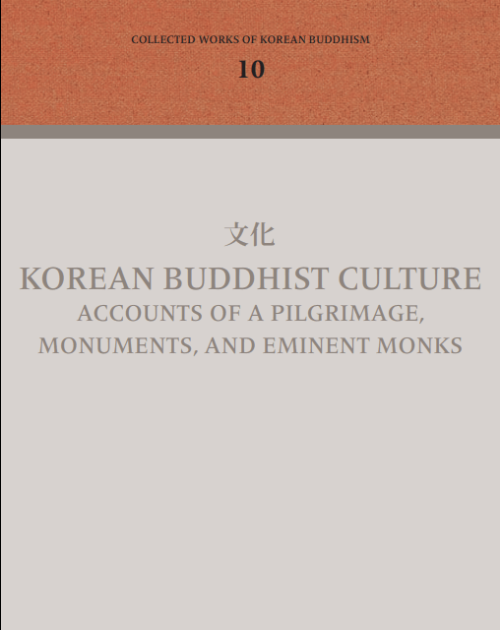 COLLECTED WORKS OF KOREAN BUDDHISM
10
文化
KOREAN BUDDHIST CULTURE
ACCOUNTS OF A PILGRIMAGE,
MONUMENTS, AND EMINENT MONKS